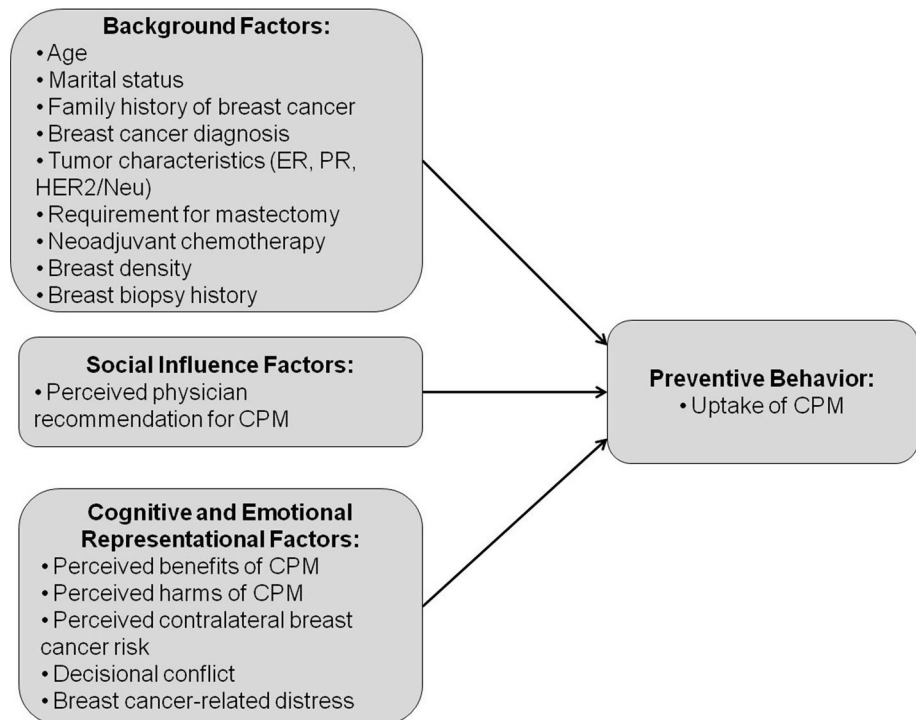 Background Factors:
• Age
• Marital status
• Family history of breast cancer
• Breast cancer diagnosis
• Tumor characteristics (ER, PR,
HER2/Neu)
• Requirement for mastectomy
• Neoadjuvant chemotherapy
• Breast density
• Breast biopsy history
Social Influence Factors:
• Perceived physician
recommendation for CPM
Cognitive and Emotional
Representational Factors:
• Perceived benefits of CPM
• Perceived harms of CPM
• Perceived contralateral breast
cancer risk
• Decisional conflict
• Breast cancer-related distress
Preventive Behavior:
• Uptake of CPM